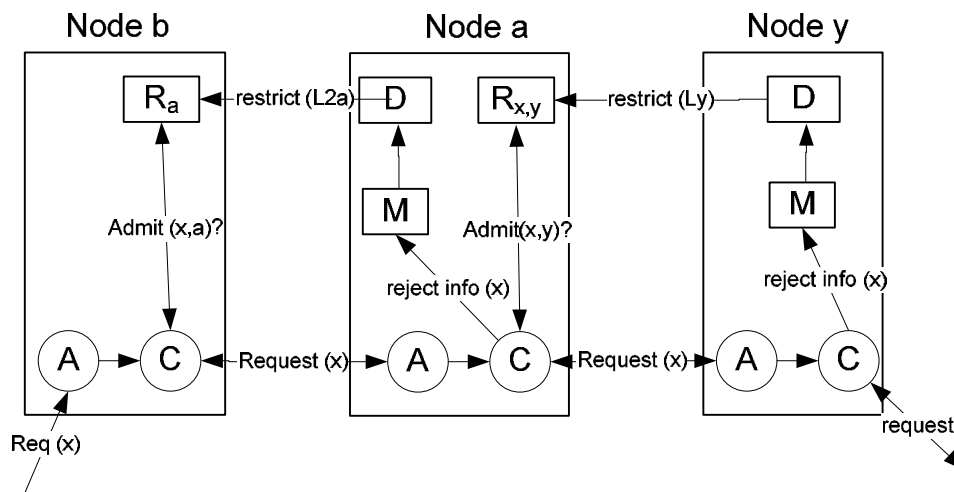 Node b
Node a
Node y
Ra
restrict (L2a)
D
Rx,y
restrict (Ly)
D
M
M
Admit (x,a)?
Admit(x,y)?
reject info (x)
reject info (x)
A
C
Request (x)
A
C
Request (x)
A
C
Req (x)
request